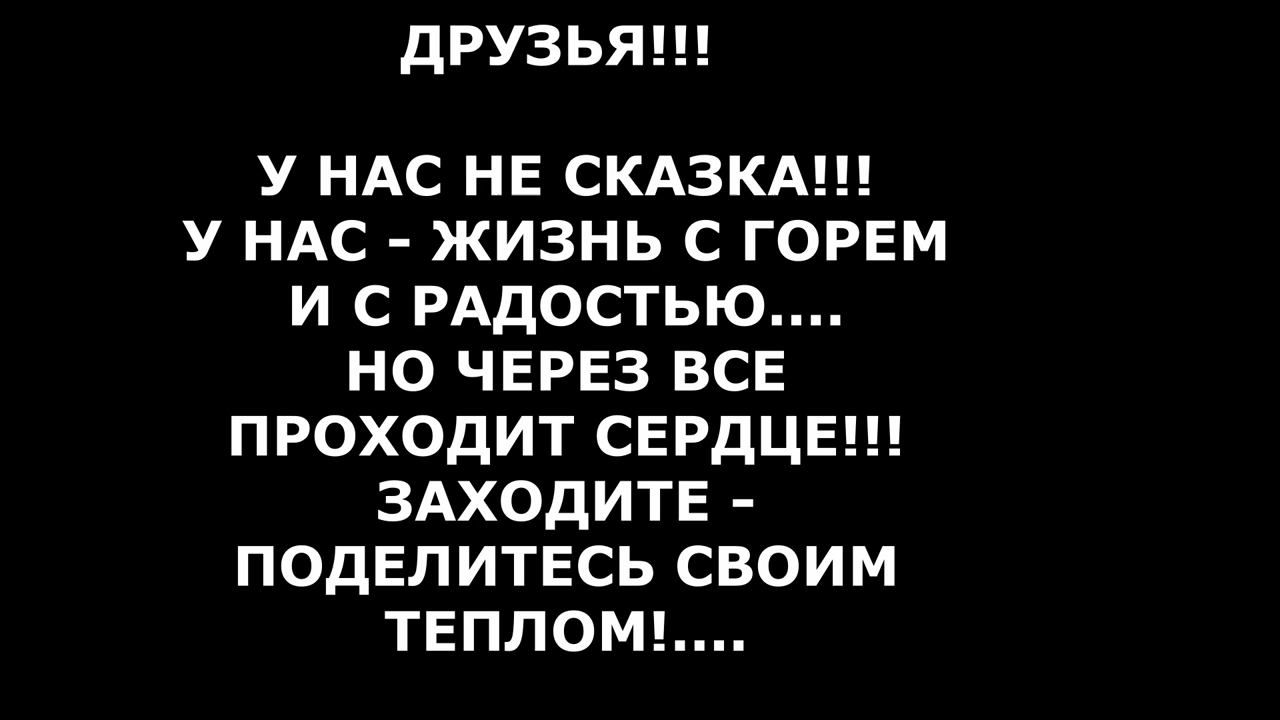 ДРУЗЬЯ!!!
У НАС НЕ СКАЗКА!!!
У НАС – ЖИЗНЬ С ГОРЕМ
И С РАДОСТЬЮ....
НО ЧЕРЕЗ ВСЕ
ПРОХОДИТ СЕРДЦЕ!!!
ЗАХОДИТЕ –
ПОДЕЛИТЕСЬ СВОИМ
ТЕПЛОМ!....